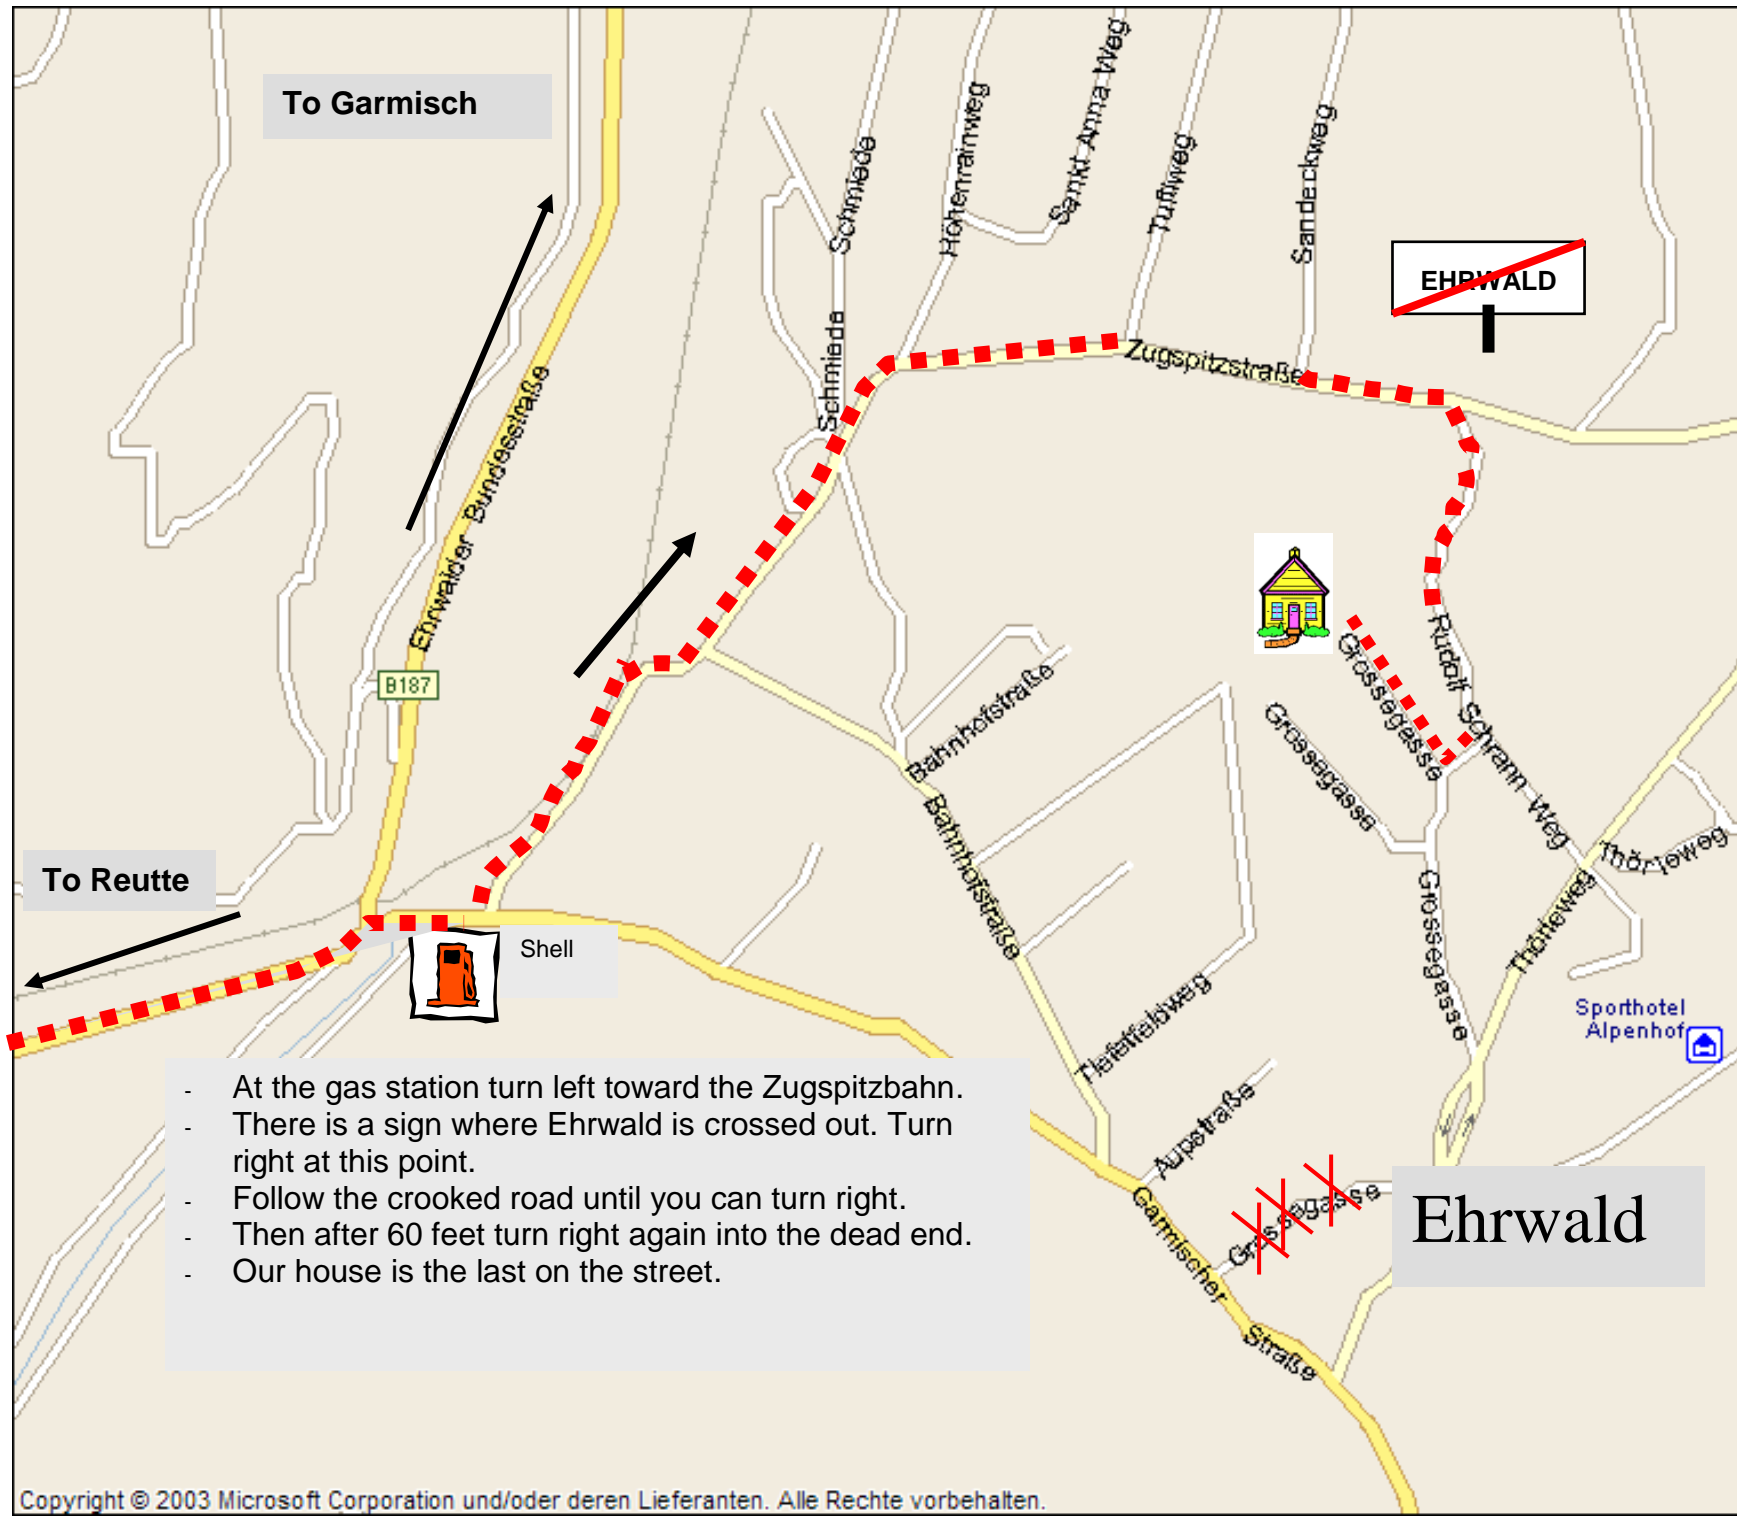 To Garmisch
Schmiede
Höhenrainweg
Sankt Anna Weg
Tuftlweg
Sandeckweg
EHRWALD
Schmiede
Zugspitzstraße
Ehrwalder Bundesstraße
B187
Bahnhofstraße
Grossegasse
Rudolf Schrann Weg
Grossegasse
Bahnhofstraße
Thörleweg
To Reutte
Shell
Grossegasse
Thörleweg
Tiefetfeldweg
Sporthotel
Alpenhof
- At the gas station turn left toward the Zugspitzbahn.
- There is a sign where Ehrwald is crossed out. Turn
right at this point.
- Follow the crooked road until you can turn right.
- Then after 60 feet turn right again into the dead end.
- Our house is the last on the street.
Aupstraße
Grossegasse
Garmischer Straße
Ehrwald
Copyright © 2003 Microsoft Corporation und/oder deren Lieferanten. Alle Rechte vorbehalten.